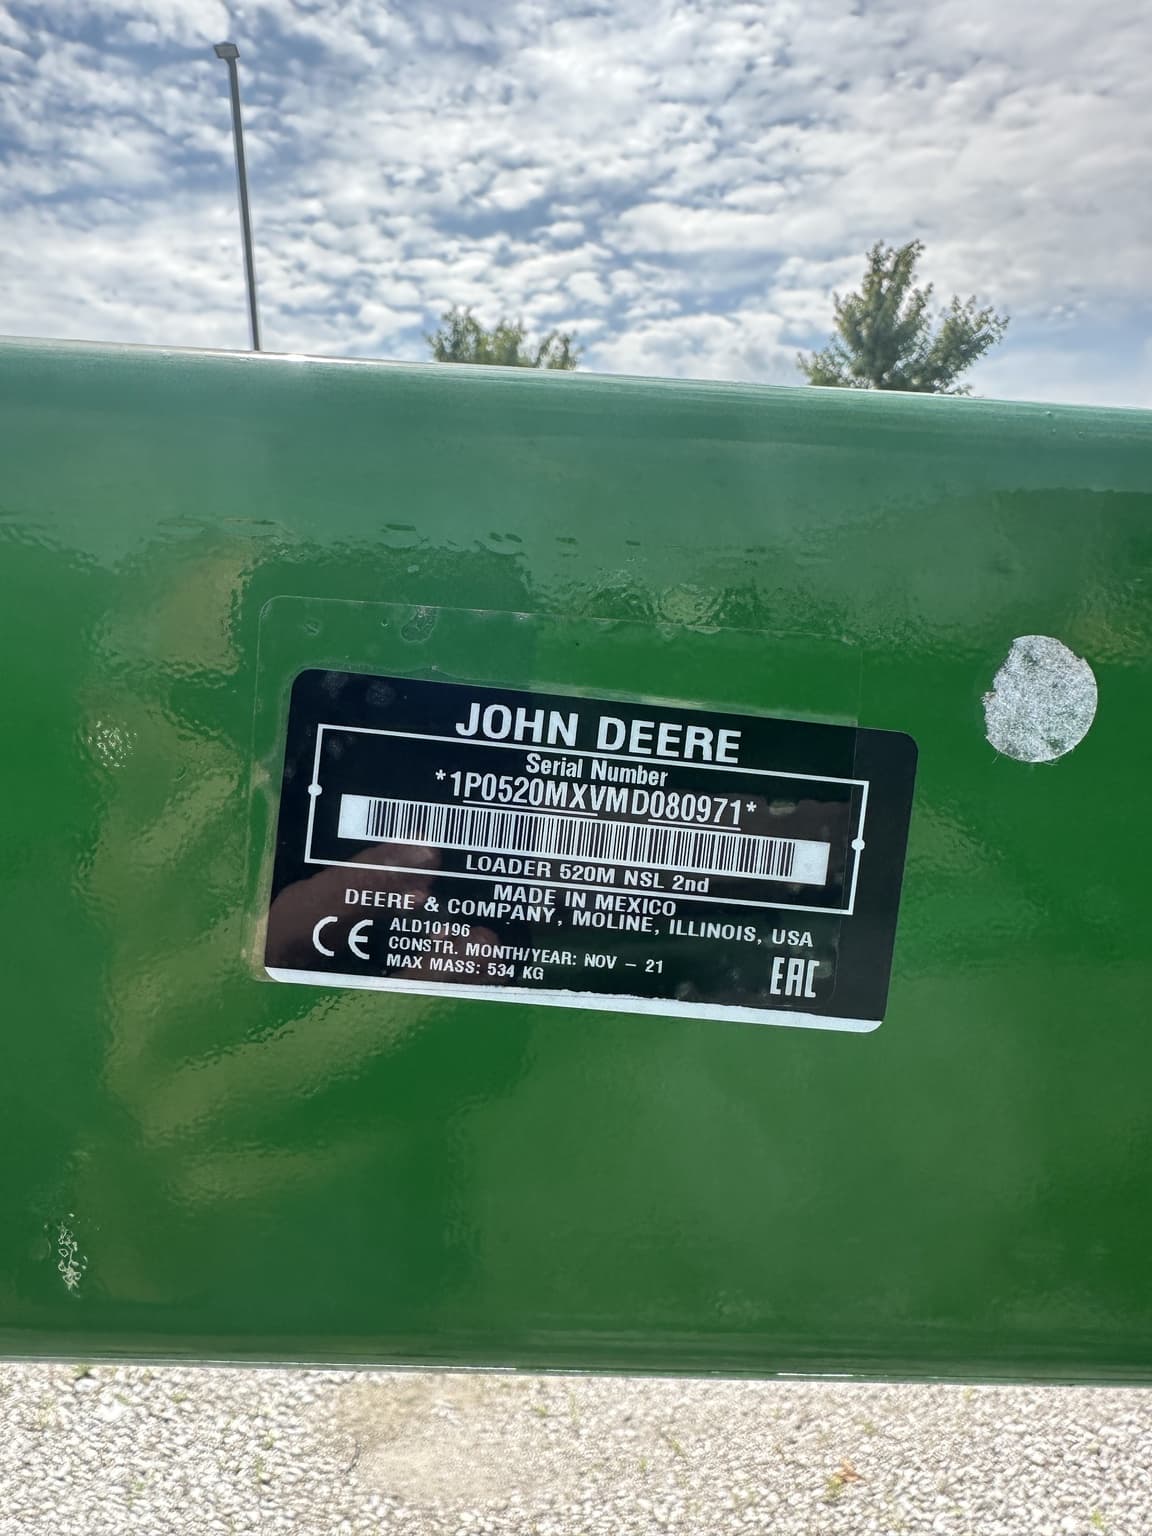 JOHN DEERE
Serial Number
*1P0520MXVMD080971*
LOADER 520M NSL 2nd
MADE IN MEXICO
DEERE & COMPANY, MOLINE, ILLINOIS, USA
CE ALD10196
CONSTR. MONTH/YEAR: NOV - 21
MAX MASS: 534 KG
EAC